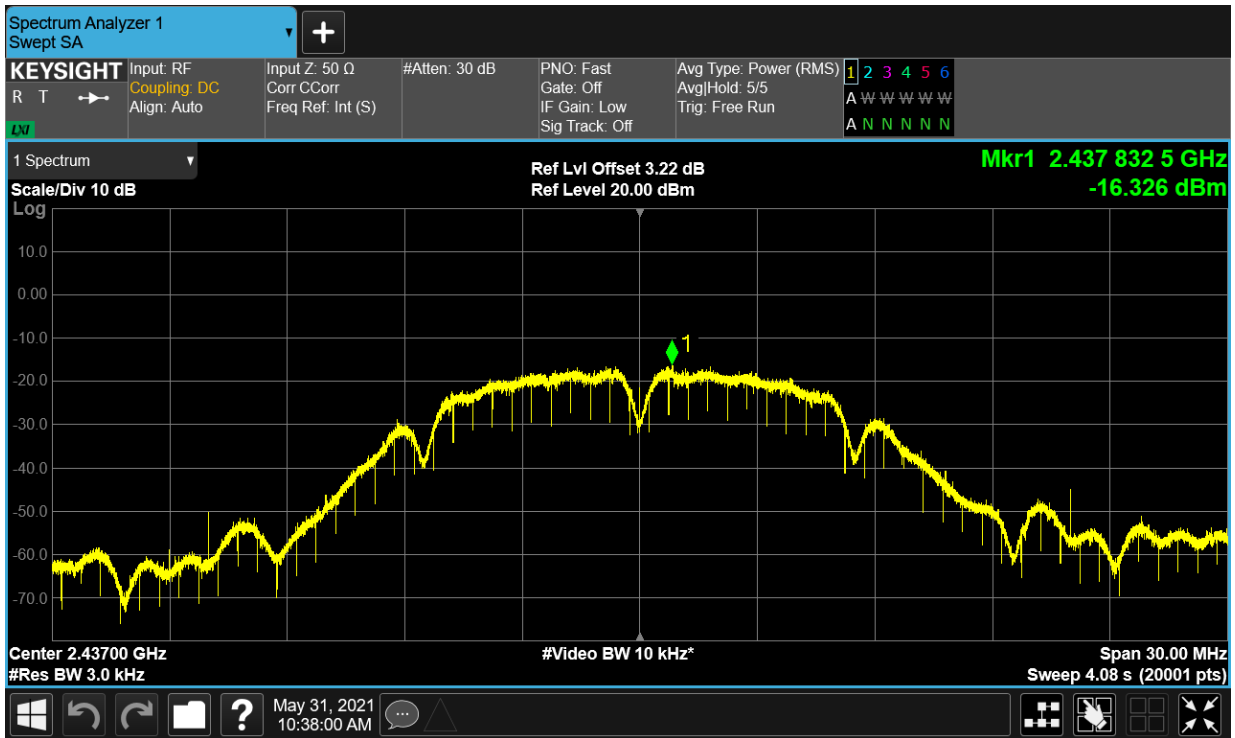 Spectrum Analyzer 1
Swept SA
▼
+
KEYSIGHT
R T
LXI
Input: RF
Coupling: DC
Align: Auto
Input Z: 50 Ω
Corr CCorr
Freq Ref: Int (S)
#Atten: 30 dB
PNO: Fast
Gate: Off
IF Gain: Low
Sig Track: Off
Avg Type: Power (RMS)
Avg|Hold: 5/5
Trig: Free Run
1 2 3 4 5 6
A W W W W W
A N N N N N
1 Spectrum ▼
Scale/Div 10 dB
Ref Lvl Offset 3.22 dB
Ref Level 20.00 dBm
Mkr1 2.437 832 5 GHz
-16.326 dBm
Log
10.0
0.00
-10.0
-20.0
-30.0
-40.0
-50.0
-60.0
-70.0
1
Center 2.43700 GHz
#Res BW 3.0 kHz
#Video BW 10 kHz*
Span 30.00 MHz
Sweep 4.08 s (20001 pts)
?
May 31, 2021
10:38:00 AM